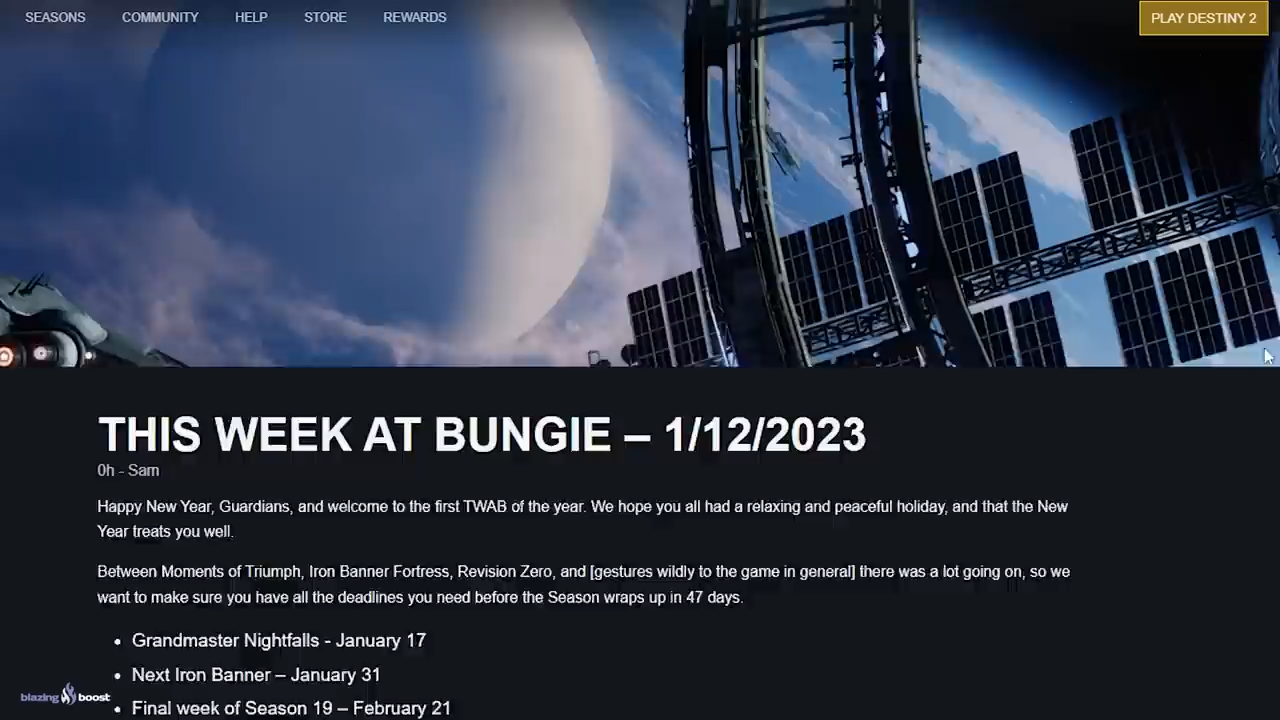 SEASONS COMMUNITY HELP STORE REWARDS PLAY DESTINY 2
THIS WEEK AT BUNGIE – 1/12/2023
0h - Sam
Happy New Year, Guardians, and welcome to the first TWAB of the year. We hope you all had a relaxing and peaceful holiday, and that the New
Year treats you well.
Between Moments of Triumph, Iron Banner Fortress, Revision Zero, and [gestures wildly to the game in general] there was a lot going on, so we
want to make sure you have all the deadlines you need before the Season wraps up in 47 days.
• Grandmaster Nightfalls - January 17
• Next Iron Banner – January 31
• Final week of Season 19 – February 21
blazing boost